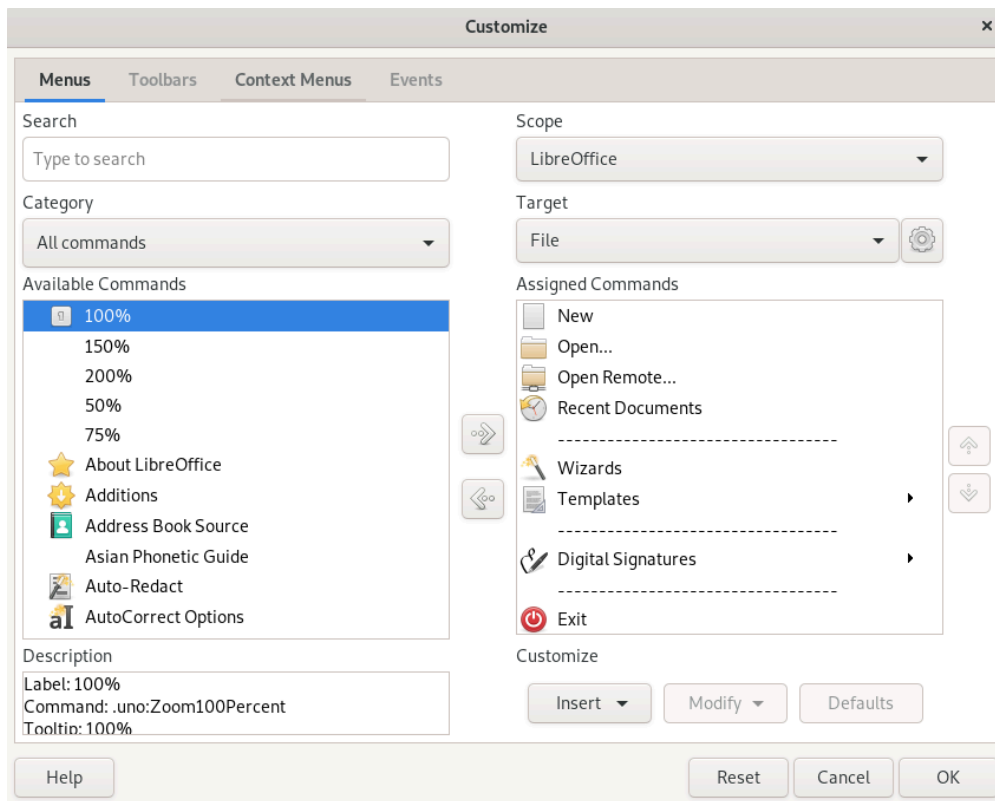 Customize
Menus Toolbars Context Menus Events
Search
Type to search
Category
All commands
Available Commands
100%
150%
200%
50%
75%
About LibreOffice
Additions
Address Book Source
Asian Phonetic Guide
Auto-Redact
AutoCorrect Options
Description
Label: 100%
Command: .uno:Zoom100Percent
Tooltip: 100%
Scope
LibreOffice
Target
File
Assigned Commands
New
Open...
Open Remote...
Recent Documents
----------------------------------
Wizards
Templates
----------------------------------
Digital Signatures
----------------------------------
Exit
Customize
Insert Modify Defaults
Help Reset Cancel OK